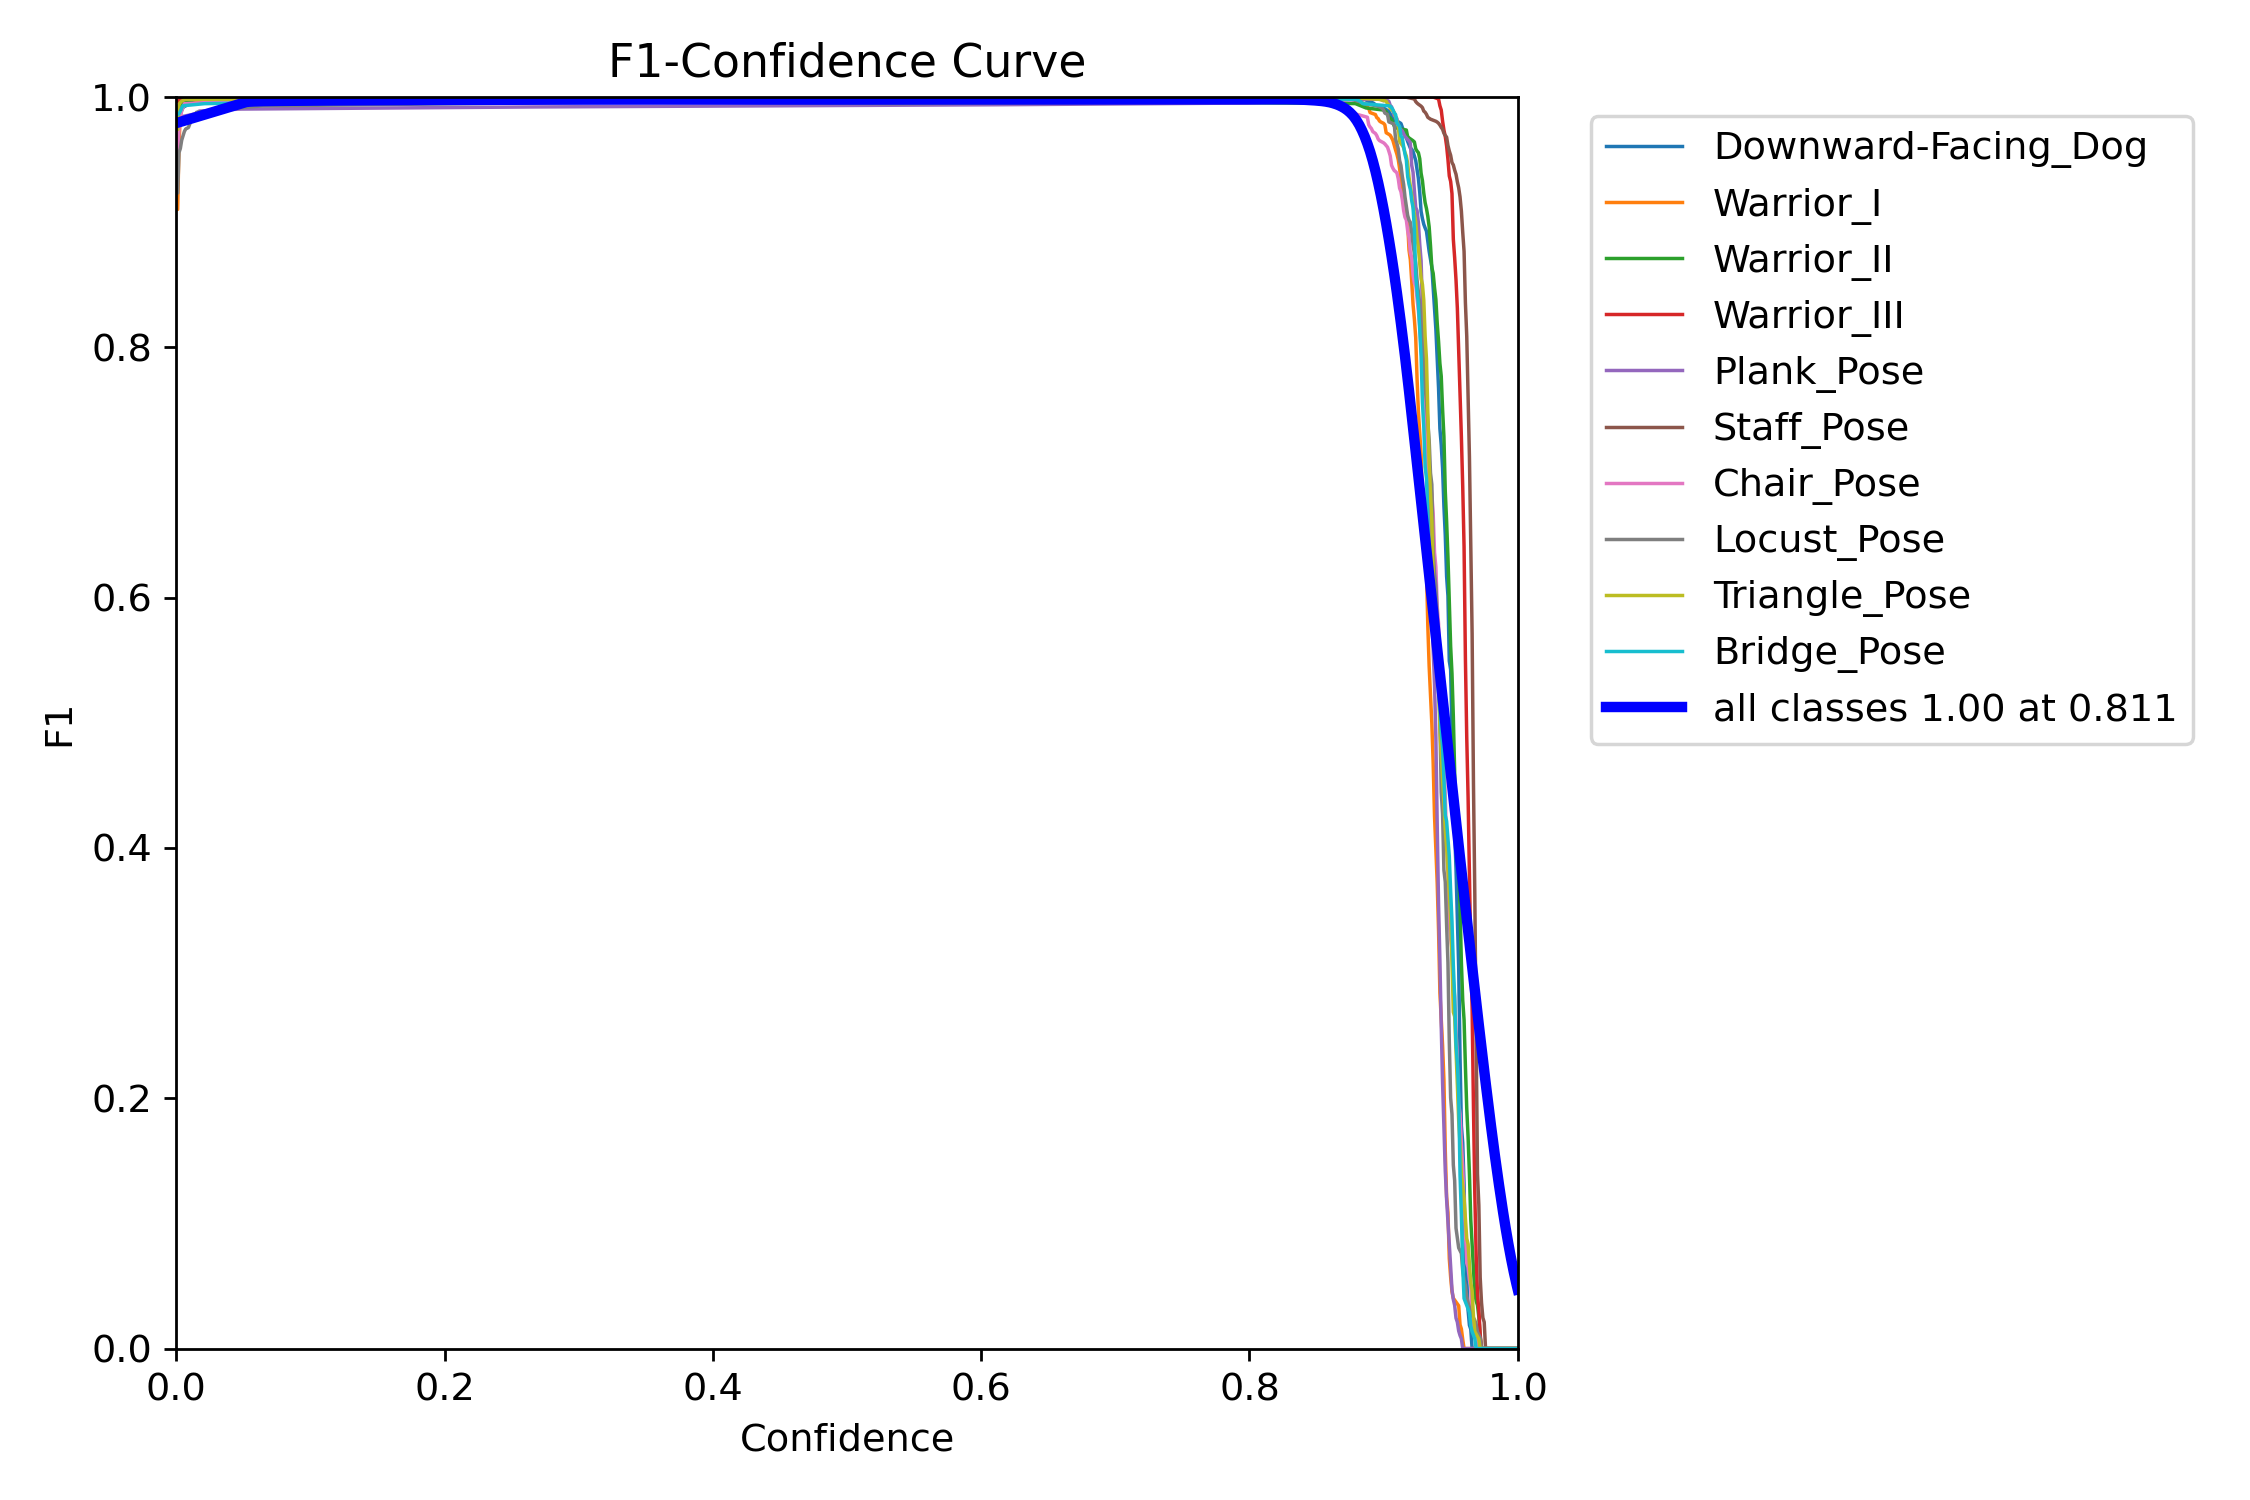 F1-Confidence Curve
1.0
0.8
0.6
0.4
0.2
0.0
F1
0.0 0.2 0.4 0.6 0.8 1.0
Confidence
Downward-Facing_Dog
Warrior_I
Warrior_II
Warrior_III
Plank_Pose
Staff_Pose
Chair_Pose
Locust_Pose
Triangle_Pose
Bridge_Pose
all classes 1.00 at 0.811